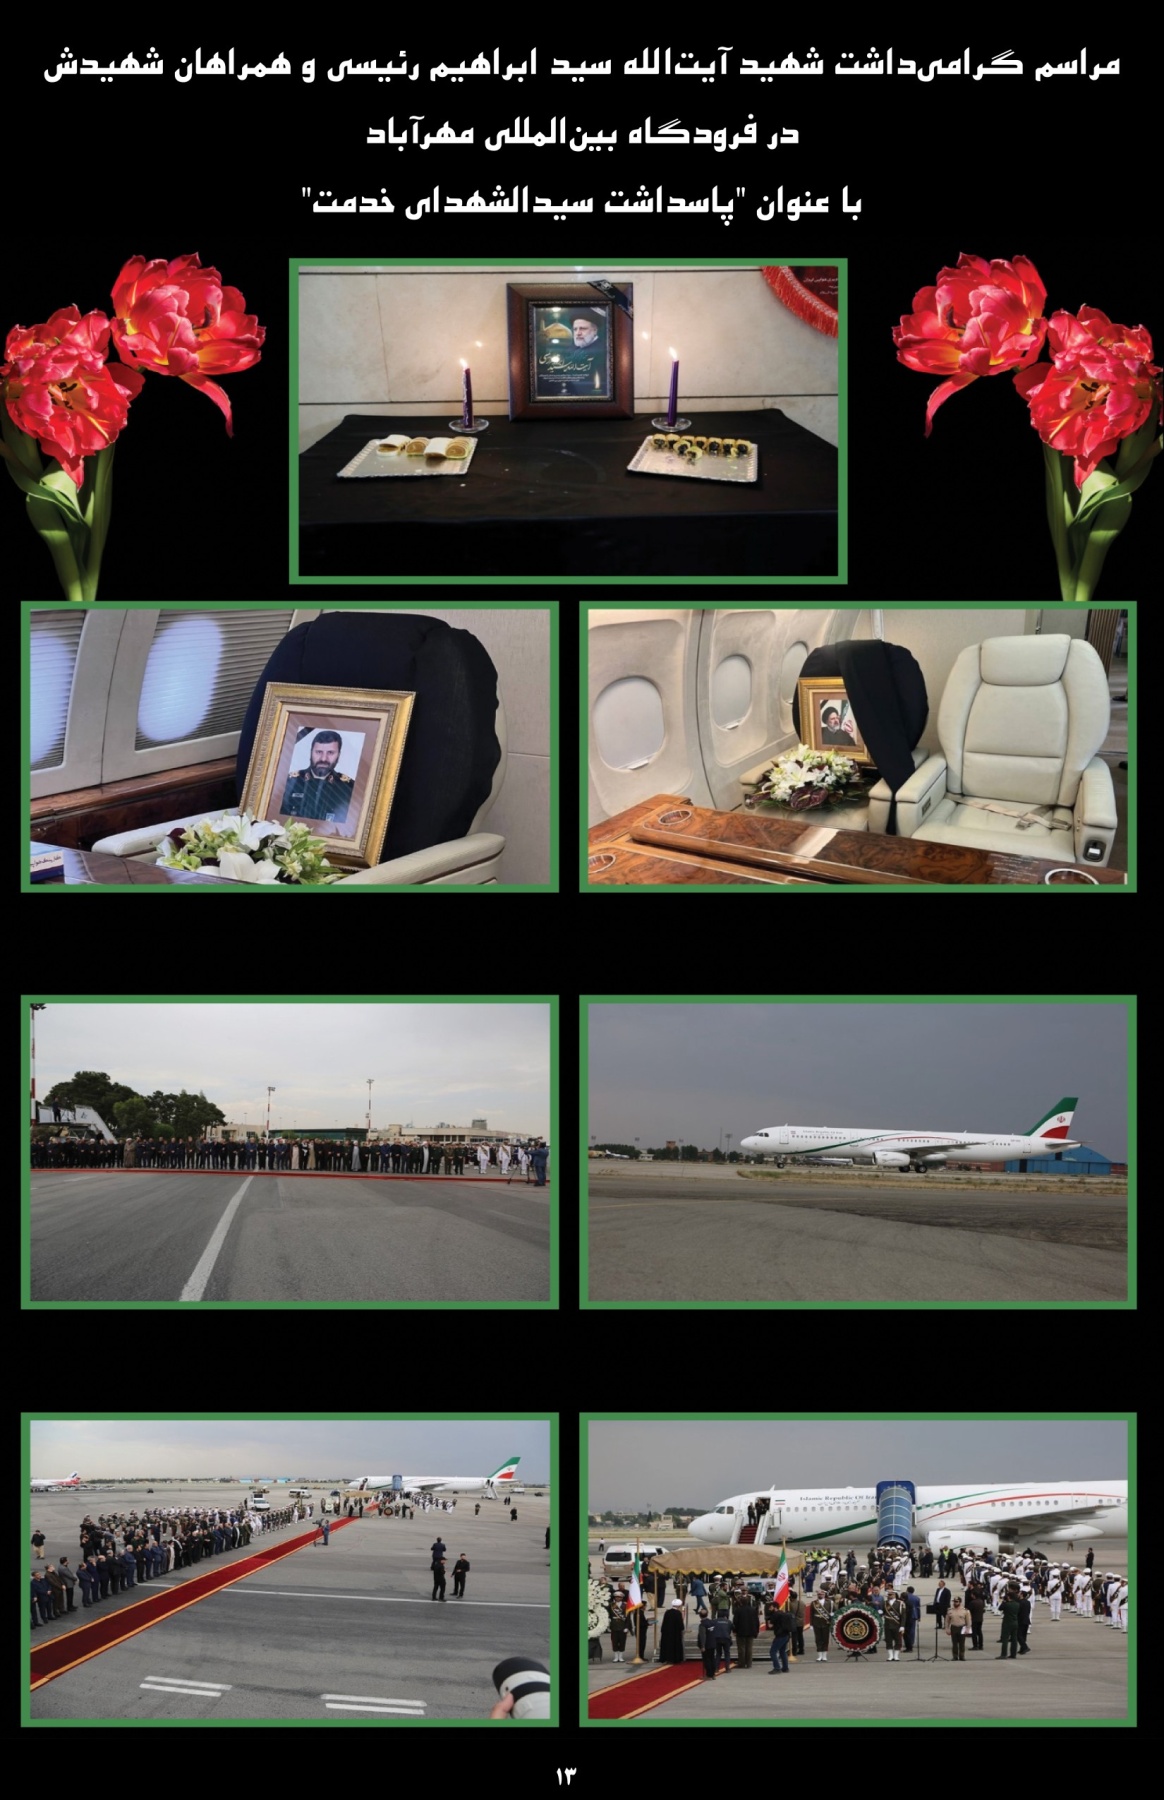 مراسم گرامی‌داشت شهید آیت‌الله سید ابراهیم رئیسی و همراهان شهیدش
در فرودگاه بین‌المللی مهرآباد
با عنوان "پاسداشت سیدالشهدای خدمت"
Islamic Republic Of
۱۳